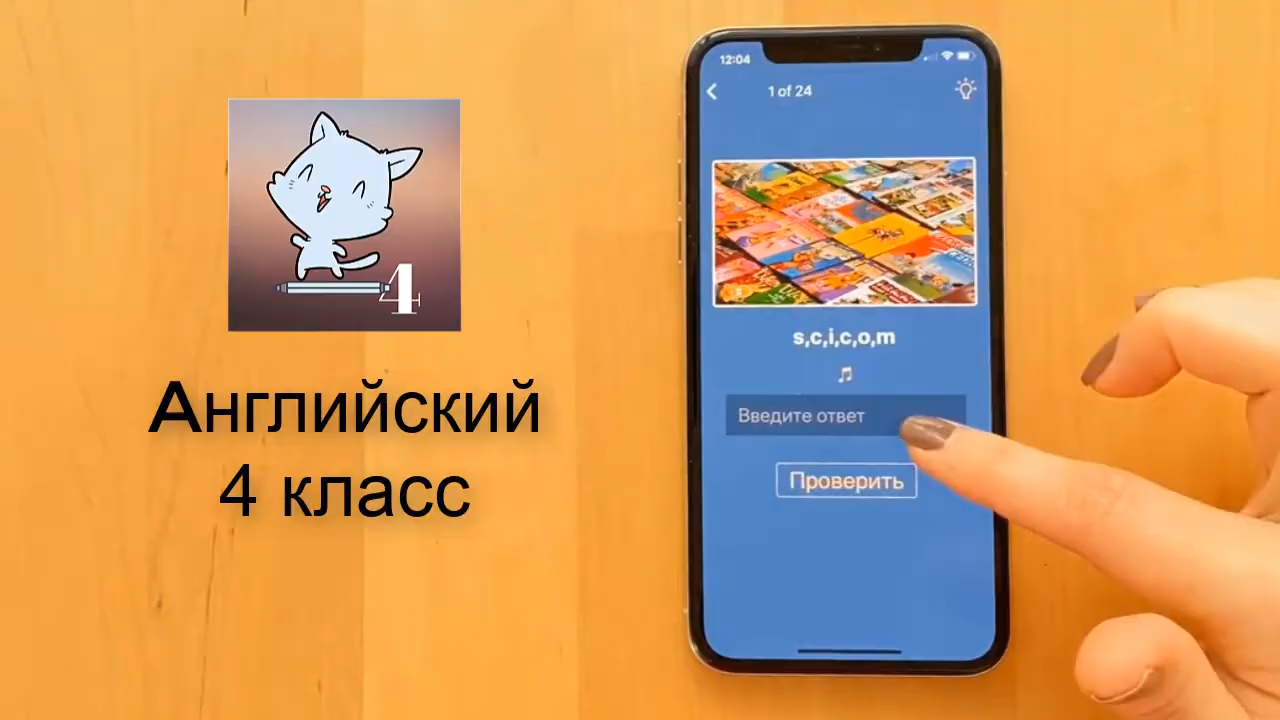 4
Английский
4 класс
12:04
1 of 24
s,c,i,c,o,m
Введите ответ
Проверить